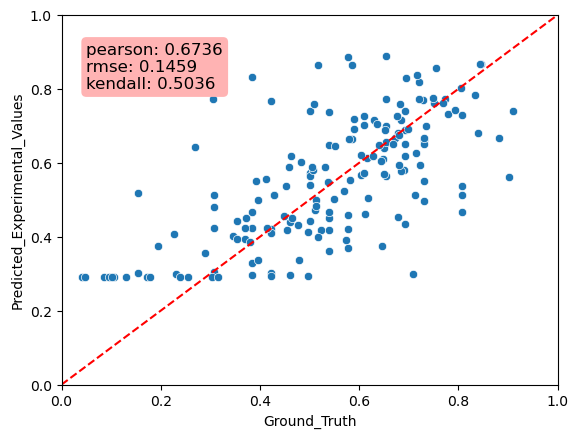 1.0
0.8
0.6
0.4
0.2
0.0
Predicted_Experimental_Values
pearson: 0.6736
rmse: 0.1459
kendall: 0.5036
0.0 0.2 0.4 0.6 0.8 1.0
Ground_Truth